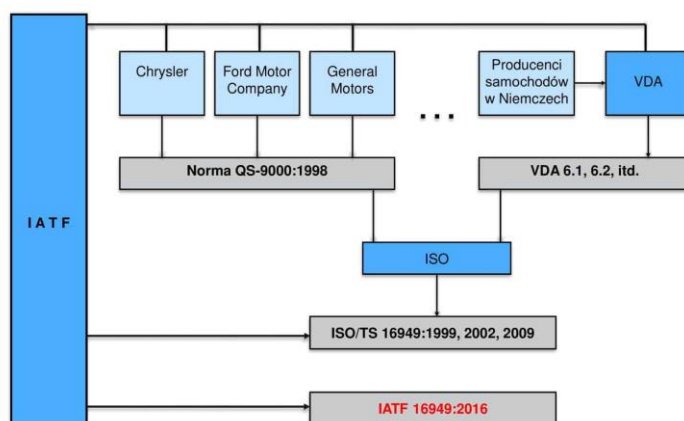 I A T F
Chrysler
Ford Motor
Company
General
Motors
...
Producenci
samochodów
w Niemczech
VDA
Norma QS-9000:1998
VDA 6.1, 6.2, itd.
ISO
ISO/TS 16949:1999, 2002, 2009
IATF 16949:2016